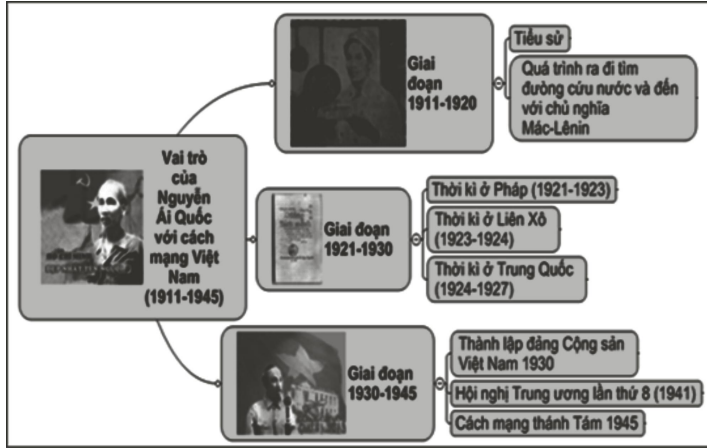 Vai trò
của
Nguyễn
Ái Quốc
với cách
mạng Việt
Nam
(1911-1945)
Giai
đoạn
1911-1920
Tiểu sử
Quá trình ra đi tìm
đường cứu nước và đến
với chủ nghĩa
Mác-Lênin
Giai đoạn
1921-1930
Thời kì ở Pháp (1921-1923)
Thời kì ở Liên Xô
(1923-1924)
Thời kì ở Trung Quốc
(1924-1927)
Giai đoạn
1930-1945
Thành lập đảng Cộng sản
Việt Nam 1930
Hội nghị Trung ương lần thứ 8 (1941)
Cách mạng tháng Tám 1945